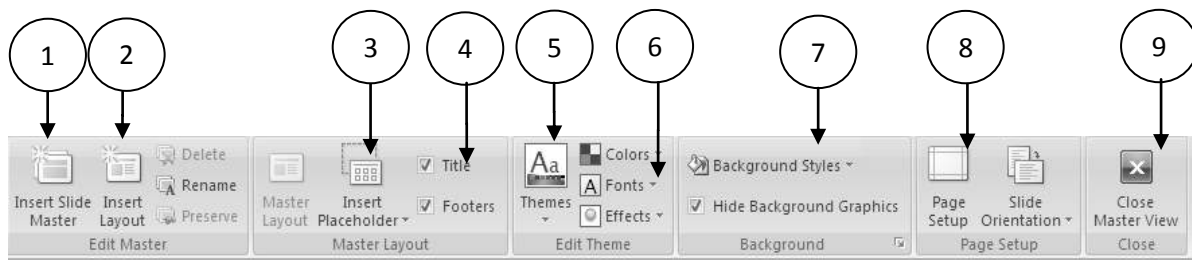 1 2 3 4 5 6 7 8 9
Delete Colors
Title Background Styles
Rename Aa A Fonts
Insert Slide Insert Master Insert Themes Page Slide Close
Preserve Footers Effects Hide Background Graphics
Master Layout Layout Placeholder Setup Orientation Master View
Edit Master Master Layout Edit Theme Background Page Setup Close